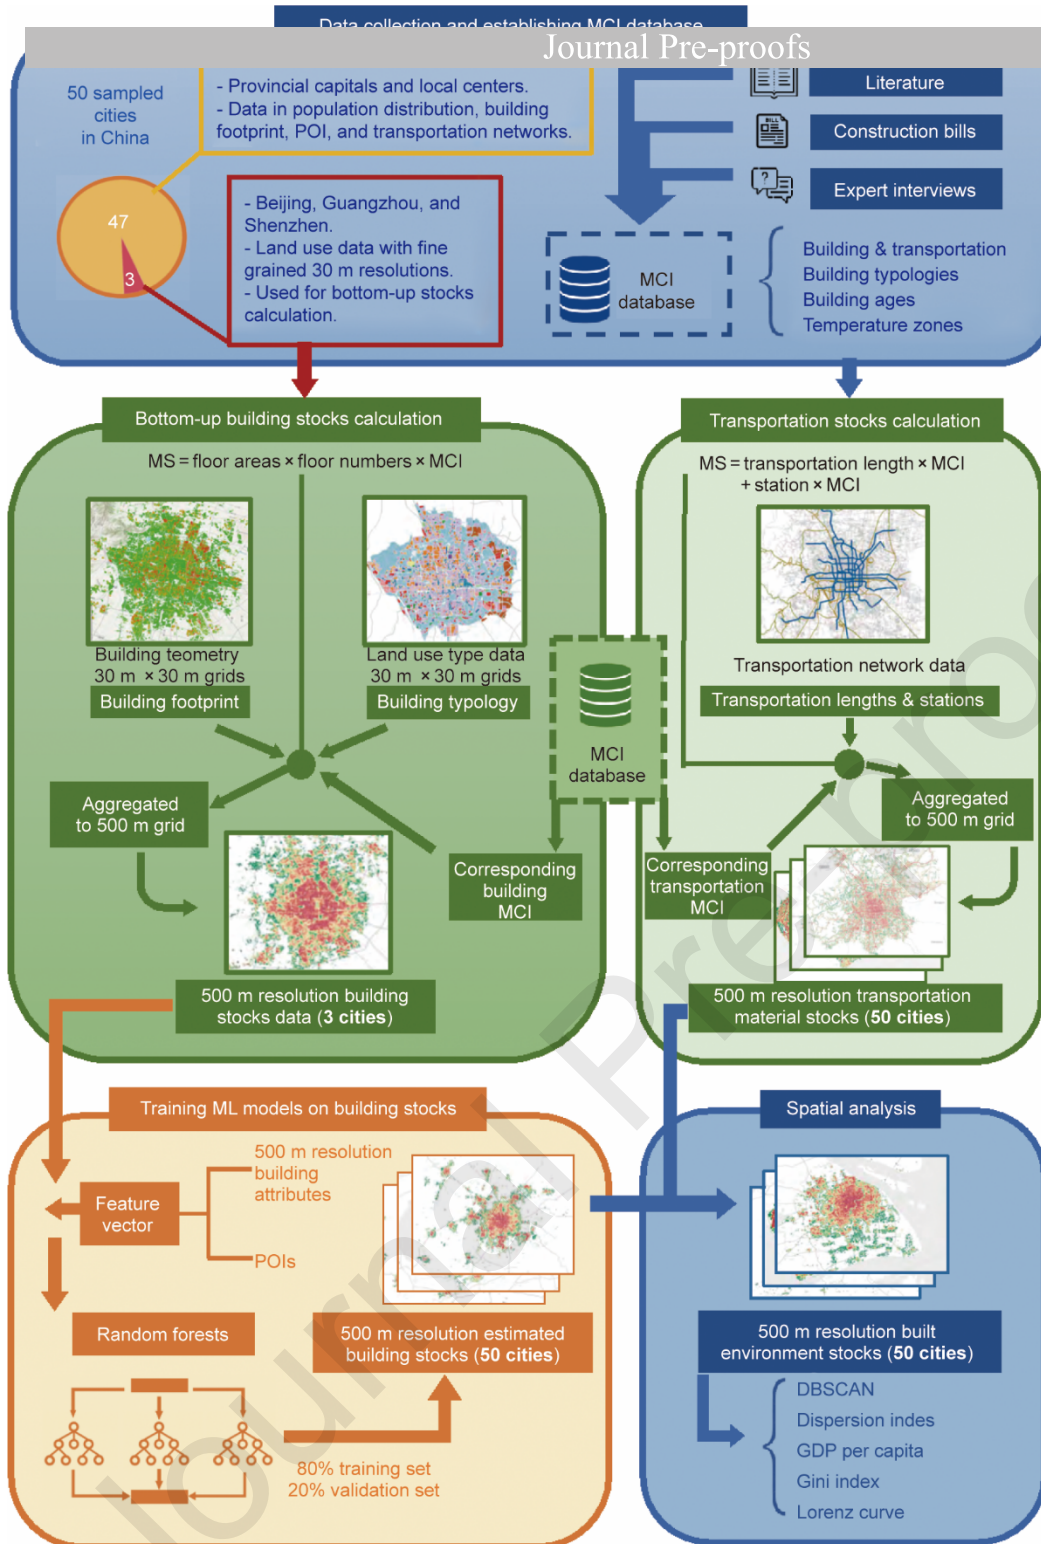 Data collection and establishing MCI database
Journal Pre-proofs
50 sampled
cities
in China
- Provincial capitals and local centers.
- Data in population distribution, building
footprint, POI, and transportation networks.
47
3
- Beijing, Guangzhou, and
Shenzhen.
- Land use data with fine
grained 30 m resolutions.
- Used for bottom-up stocks
calculation.
Literature
BILL
Construction bills
?
Expert interviews
MCI
database
Building & transportation
Building typologies
Building ages
Temperature zones
Bottom-up building stocks calculation
MS = floor areas × floor numbers × MCI
Building teometry
30 m × 30 m grids
Building footprint
Land use type data
30 m × 30 m grids
Building typology
Aggregated
to 500 m grid
Corresponding
building
MCI
500 m resolution building
stocks data (3 cities)
MCI
database
Transportation stocks calculation
MS = transportation length × MCI
+ station × MCI
Transportation network data
Transportation lengths & stations
Aggregated
to 500 m grid
Corresponding
transportation
MCI
500 m resolution transportation
material stocks (50 cities)
Training ML models on building stocks
500 m resolution
building
attributes
Feature
vector
POIs
Random forests
500 m resolution estimated
building stocks (50 cities)
80% training set
20% validation set
Spatial analysis
500 m resolution built
environment stocks (50 cities)
DBSCAN
Dispersion indes
GDP per capita
Gini index
Lorenz curve
Journal Pre-proofs